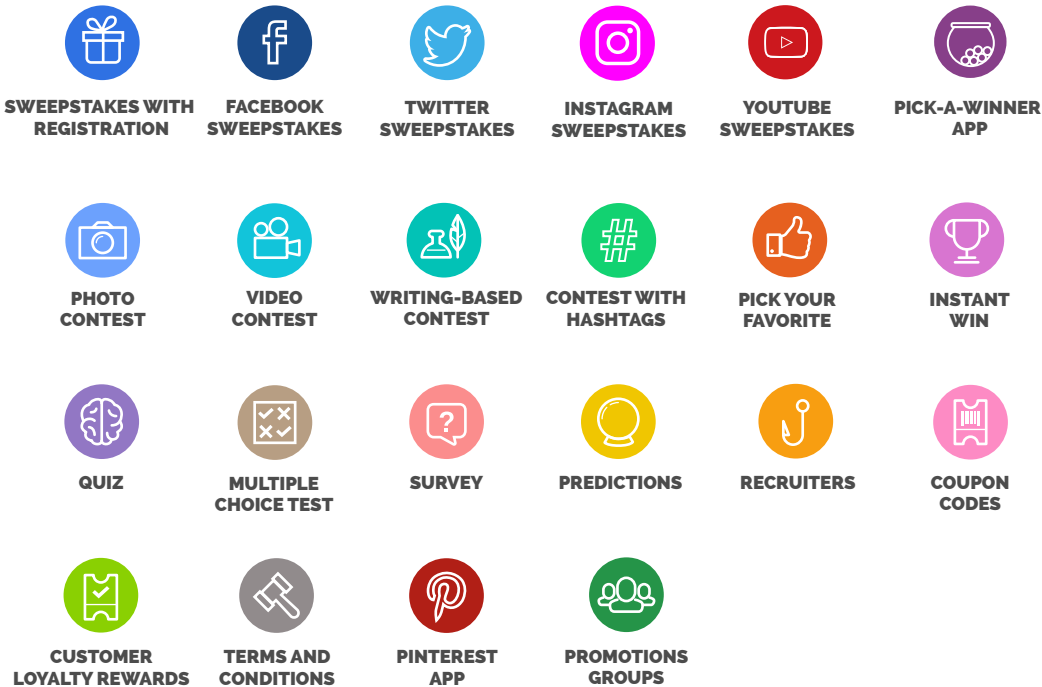 SWEEPSTAKES WITH
REGISTRATION
FACEBOOK
SWEEPSTAKES
TWITTER
SWEEPSTAKES
INSTAGRAM
SWEEPSTAKES
YOUTUBE
SWEEPSTAKES
PICK-A-WINNER
APP
PHOTO
CONTEST
VIDEO
CONTEST
WRITING-BASED
CONTEST
CONTEST WITH
HASHTAGS
PICK YOUR
FAVORITE
INSTANT
WIN
QUIZ
MULTIPLE
CHOICE TEST
SURVEY
PREDICTIONS
RECRUITERS
COUPON
CODES
CUSTOMER
LOYALTY REWARDS
TERMS AND
CONDITIONS
PINTEREST
APP
PROMOTIONS
GROUPS